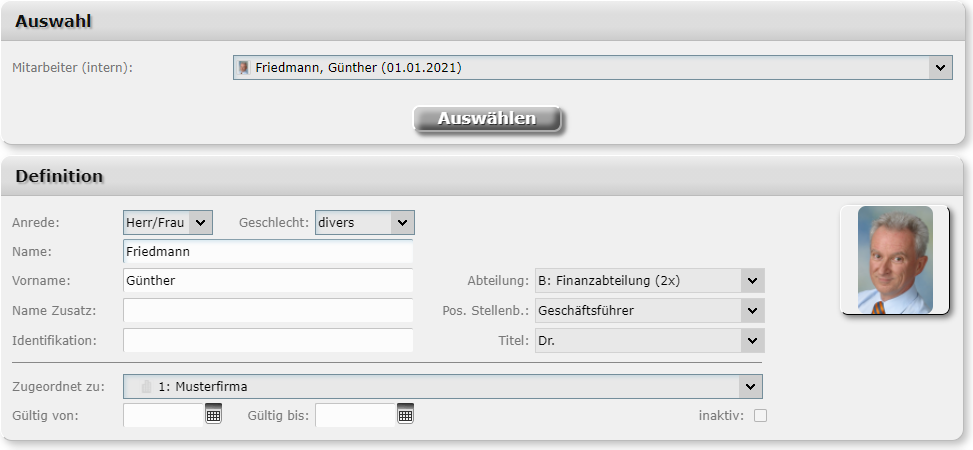 Auswahl
Mitarbeiter (intern): Friedmann, Günther (01.01.2021)
Auswählen
Definition
Anrede: Herr/Frau Geschlecht: divers
Name: Friedmann
Vorname: Günther Abteilung: B: Finanzabteilung (2x)
Name Zusatz: Pos. Stellenb.: Geschäftsführer
Identifikation: Titel: Dr.
Zugeordnet zu: 1: Musterfirma
Gültig von: Gültig bis: inaktiv: